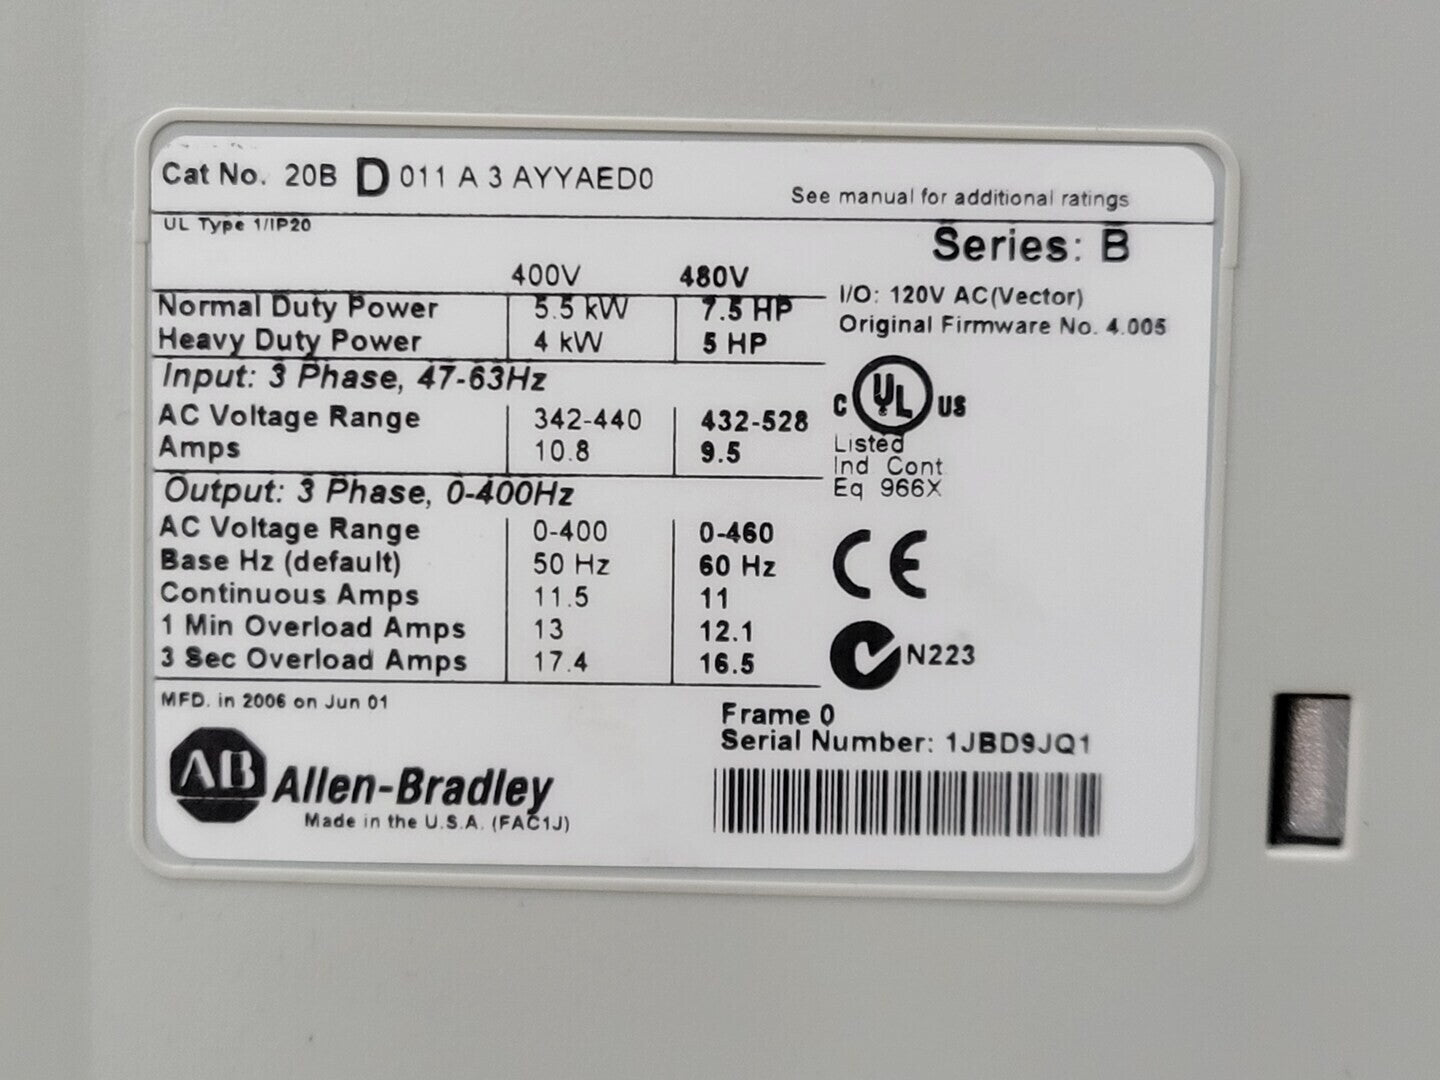 Cat No. 20B D 011 A 3 AYYAED0
See manual for additional ratings
UL Type 1/IP20
Series: B
400V 480V
I/O: 120V AC(Vector)
Normal Duty Power 5.5 kW 7.5 HP
Original Firmware No. 4.005
Heavy Duty Power 4 kW 5 HP
Input: 3 Phase, 47-63Hz
AC Voltage Range 342-440 432-528
Amps 10.8 9.5
C UL US
Listed
Ind Cont
Eq 966X
Output: 3 Phase, 0-400Hz
AC Voltage Range 0-400 0-460
Base Hz (default) 50 Hz 60 Hz
Continuous Amps 11.5 11
1 Min Overload Amps 13 12.1
3 Sec Overload Amps 17.4 16.5
CE
N223
MFD. in 2006 on Jun 01
Frame 0
Serial Number: 1JBD9JQ1
AB Allen-Bradley
Made in the U.S.A. (FAC1J)